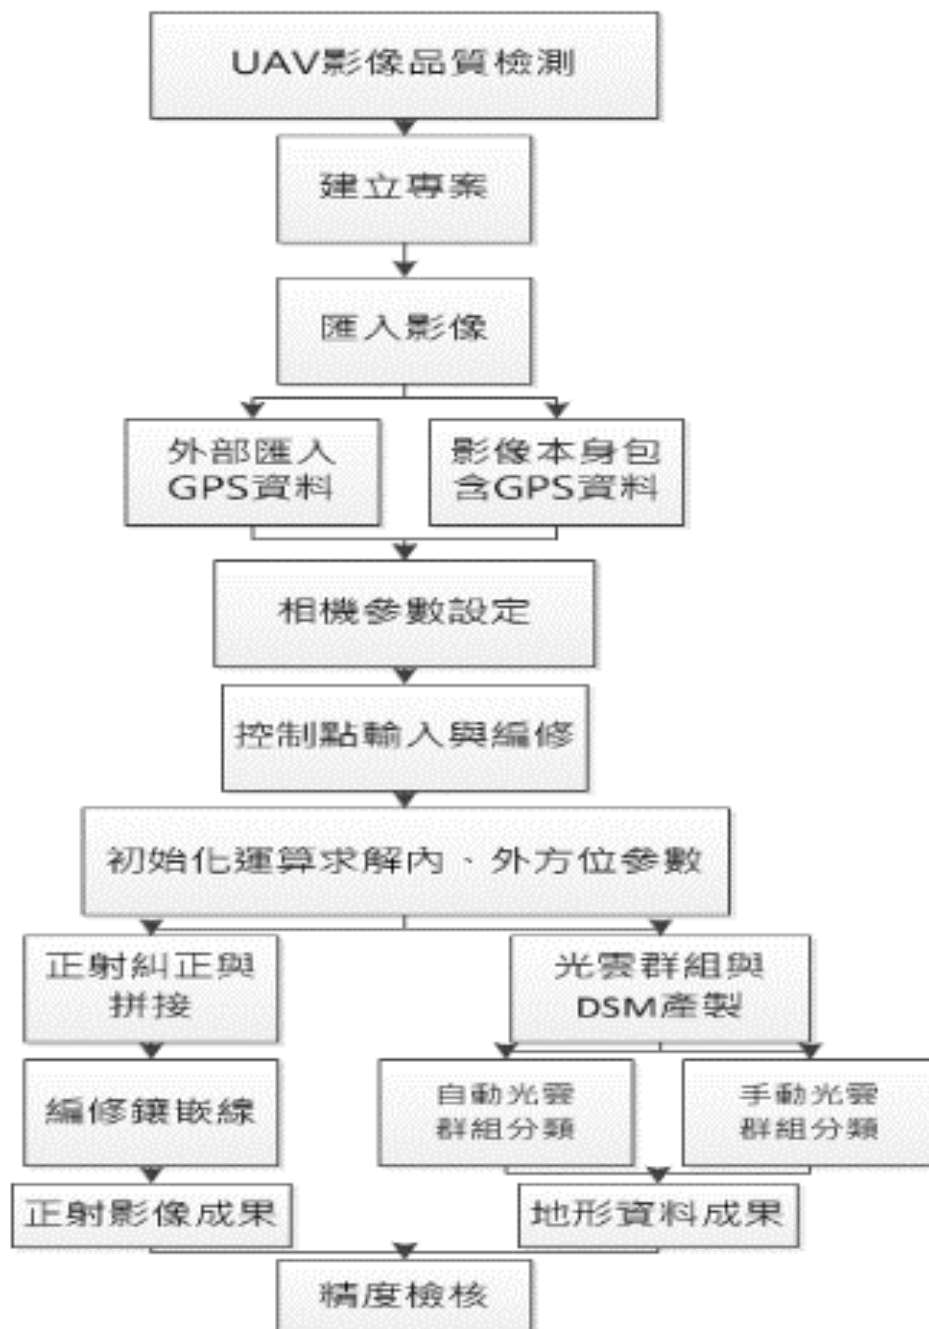 UAV影像品質檢測
建立專案
匯入影像
外部匯入
GPS資料
影像本身包
含GPS資料
相機參數設定
控制點輸入與編修
初始化運算求解內、外方位參數
正射糾正與
拼接
光雲群組與
DSM產製
編修鑲嵌線
自動光雲
群組分類
手動光雲
群組分類
正射影像成果
地形資料成果
精度檢核